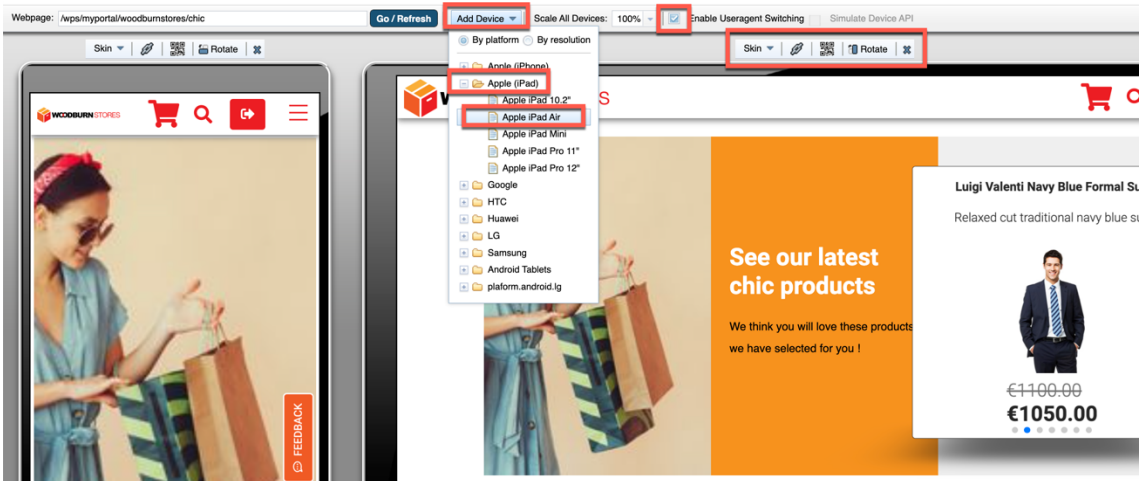 Webpage: /wps/myportal/woodburnstores/chic Go / Refresh Add Device Scale All Devices: 100% Enable Useragent Switching Simulate Device API
Skin Rotate
Skin Rotate
By platform By resolution
Apple (iPhone)
Apple (iPad)
Apple iPad 10.2"
Apple iPad Air
Apple iPad Mini
Apple iPad Pro 11"
Apple iPad Pro 12"
Google
HTC
Huawei
LG
Samsung
Android Tablets
plaform.android.lg
WOODBURN STORES
FEEDBACK
W
S
See our latest
chic products
We think you will love these products
we have selected for you !
Luigi Valenti Navy Blue Formal Su
Relaxed cut traditional navy blue su
€1100.00
€1050.00